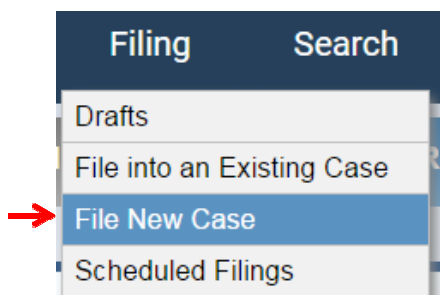 Filing Search
Drafts
File into an Existing Case
File New Case
Scheduled Filings